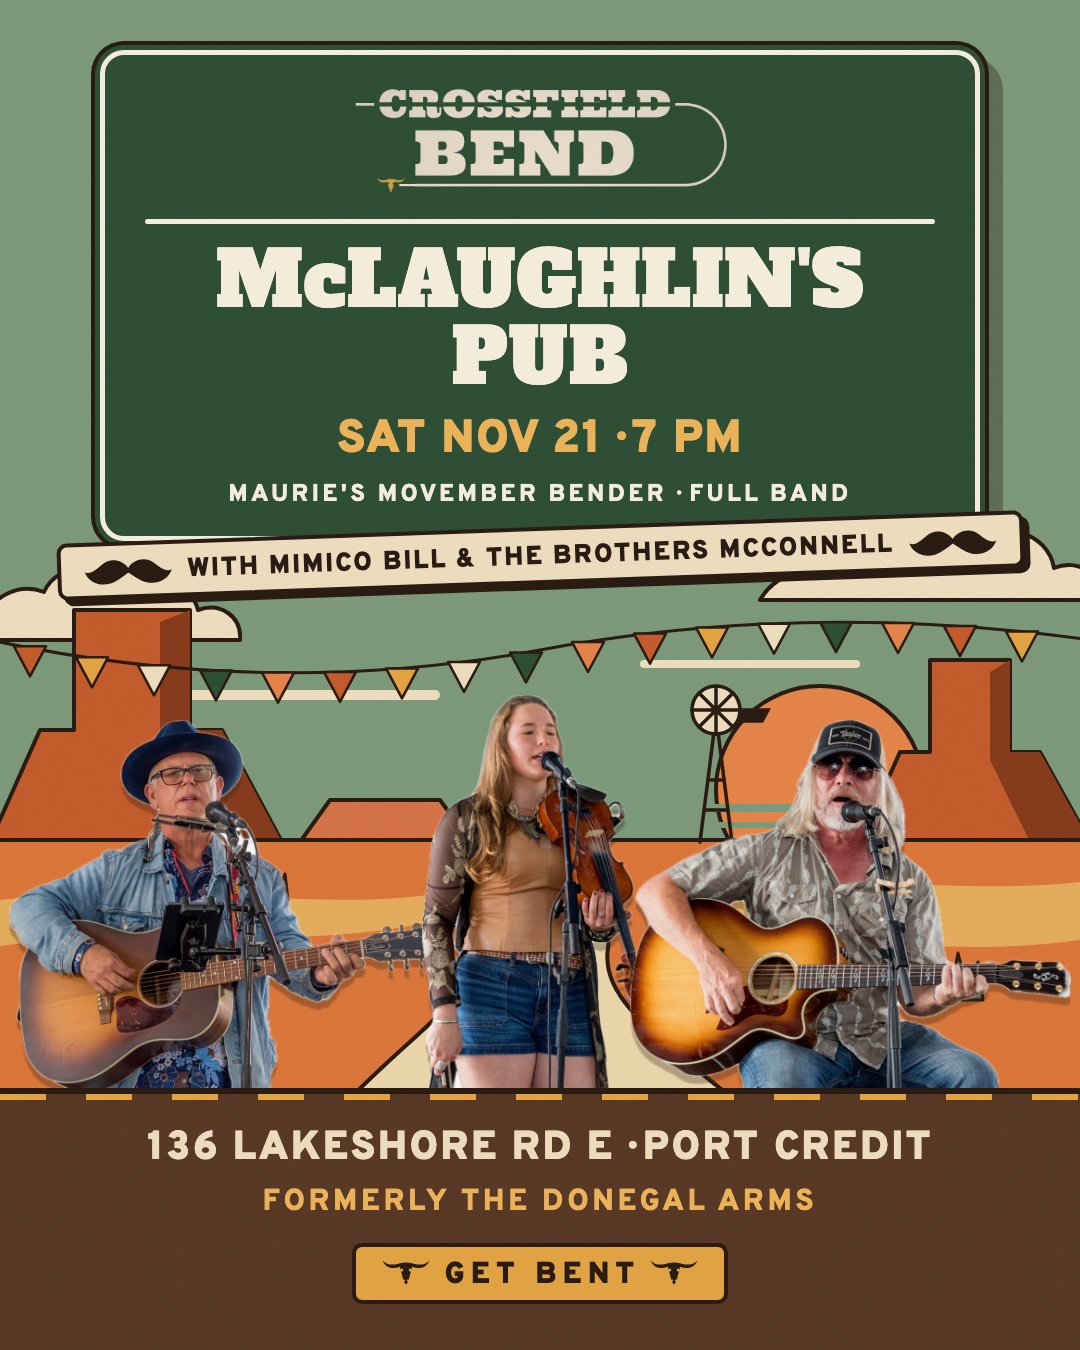 CROSSFIELD
BEND
McLAUGHLIN'S
PUB
SAT NOV 21 · 7 PM
MAURIE'S MOVEMBER BENDER · FULL BAND
WITH MIMICO BILL & THE BROTHERS MCCONNELL
Taylor
136 LAKESHORE RD E · PORT CREDIT
FORMERLY THE DONEGAL ARMS
GET BENT